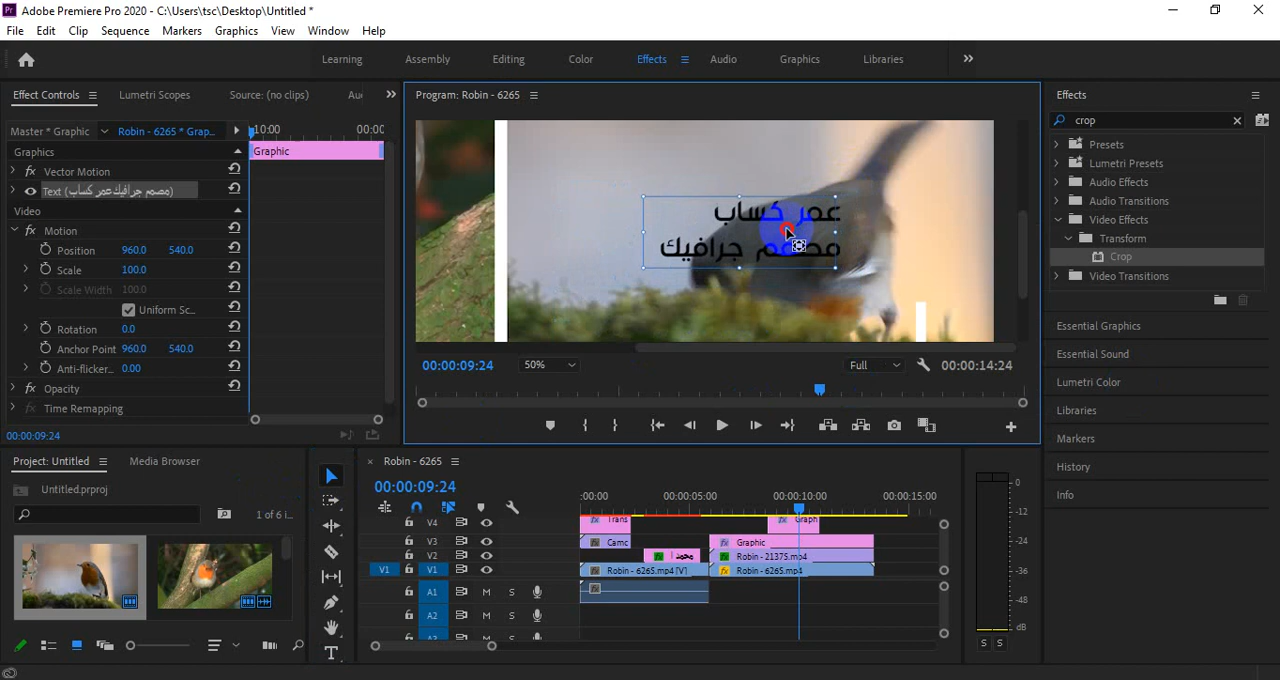 Adobe Premiere Pro 2020 - C:\Users\tsc\Desktop\Untitled *
File Edit Clip Sequence Markers Graphics View Window Help
Learning Assembly Editing Color Effects Audio Graphics Libraries
Effect Controls Lumetri Scopes Source: (no clips)
Master * Graphic Robin - 6265 * Grap...
Graphics
Vector Motion
Text (مصمم جرافيكعمر كساب)
Video
Motion
Position 960.0 540.0
Scale 100.0
Scale Width 100.0
Uniform Sc...
Rotation 0.0
Anchor Point 960.0 540.0
Anti-flicker... 0.00
Opacity
Time Remapping
00:00:09:24
Graphic
Program: Robin - 6265
عمر كساب
مصمم جرافيك
00:00:09:24 50% Full 00:00:14:24
Effects
crop
Presets
Lumetri Presets
Audio Effects
Audio Transitions
Video Effects
Transform
Crop
Video Transitions
Essential Graphics
Essential Sound
Lumetri Color
Libraries
Markers
History
Info
Project: Untitled Media Browser
Untitled.prproj
1 of 6 i...
Robin - 6265
00:00:09:24
:00:00 00:00:05:00 00:00:10:00 00:00:15:00
V4 Trans Graph
V3 Camc Graphic
V2 Robin - 21375.mp4
V1 V1 Robin - 6265.mp4 [V] Robin - 6265.mp4
A1 M S
A2 M S
A3 M S
0
-12
-24
-36
-48
dB
S S